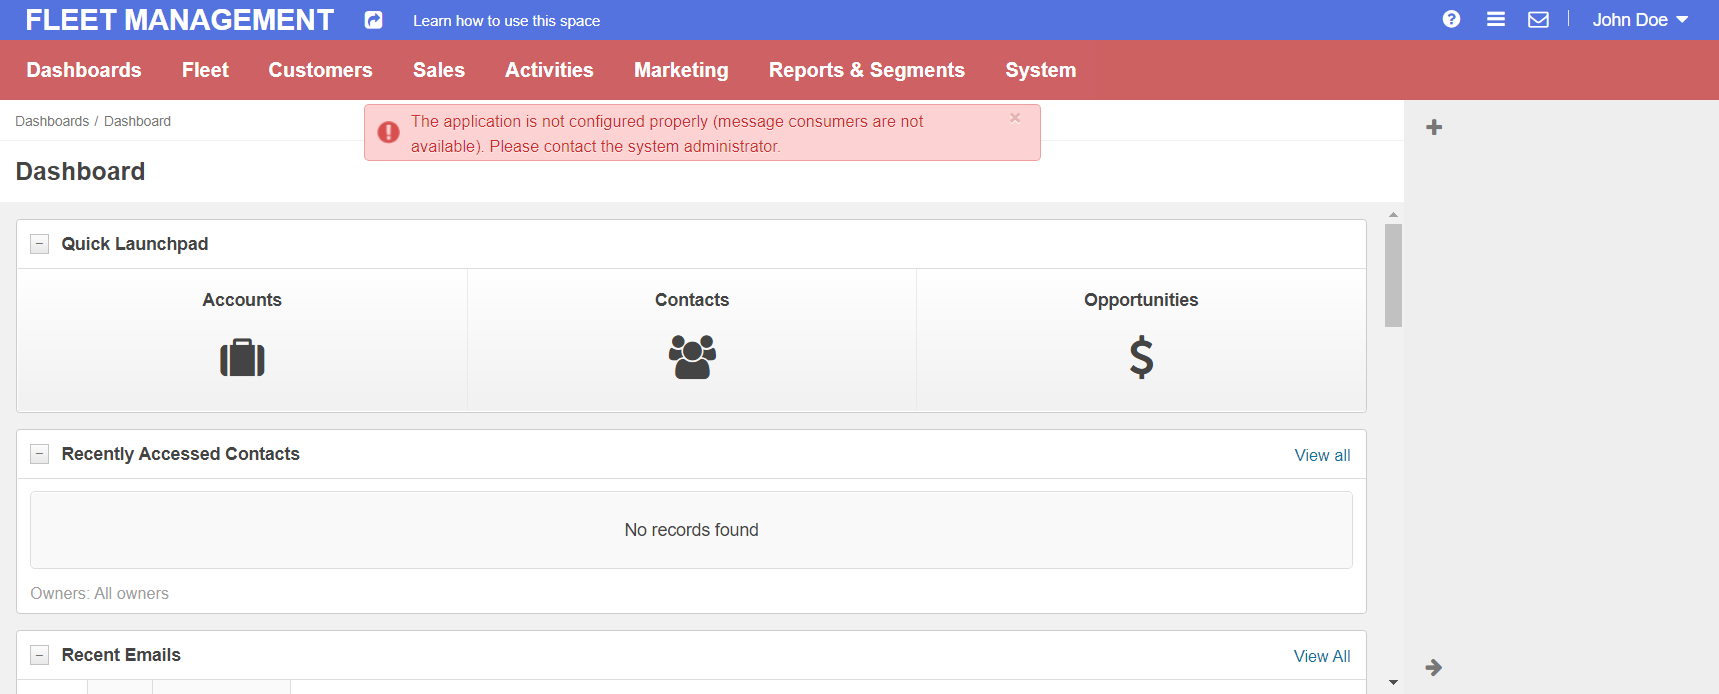 FLEET MANAGEMENT
Learn how to use this space
John Doe
Dashboards
Fleet
Customers
Sales
Activities
Marketing
Reports & Segments
System
Dashboards / Dashboard
The application is not configured properly (message consumers are not
available). Please contact the system administrator.
×
Dashboard
Quick Launchpad
Accounts
Contacts
Opportunities
$
Recently Accessed Contacts
View all
No records found
Owners: All owners
Recent Emails
View All